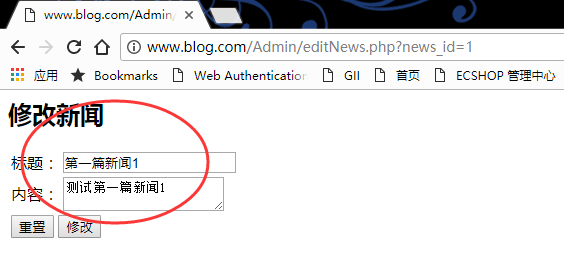 www.blog.com/Admin/
www.blog.com/Admin/editNews.php?news_id=1
应用 Bookmarks Web Authentication GII 首页 ECSHOP 管理中心
修改新闻
标题： 第一篇新闻1
内容： 测试第一篇新闻1
重置 修改